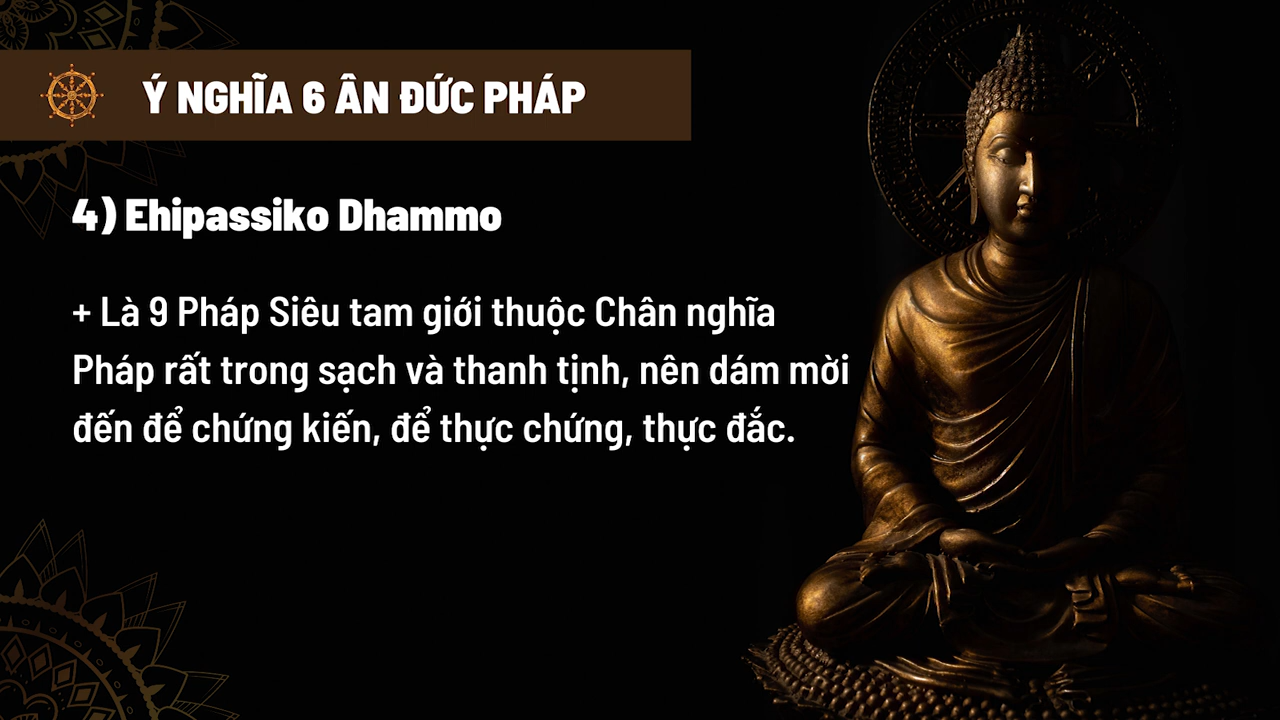 Ý NGHĨA 6 ÂN ĐỨC PHÁP
4) Ehipassiko Dhammo
+ Là 9 Pháp Siêu tam giới thuộc Chân nghĩa
Pháp rất trong sạch và thanh tịnh, nên dám mời
đến để chứng kiến, để thực chứng, thực đắc.